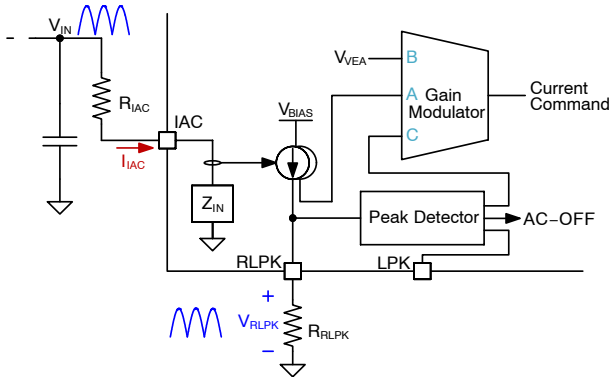 VIN
RIAC
IAC
IIAC
ZIN
VBIAS
VVEA
B
A
C
Gain
Modulator
Current
Command
Peak Detector
AC−OFF
RLPK
LPK
+
VRLPK
−
RRLPK